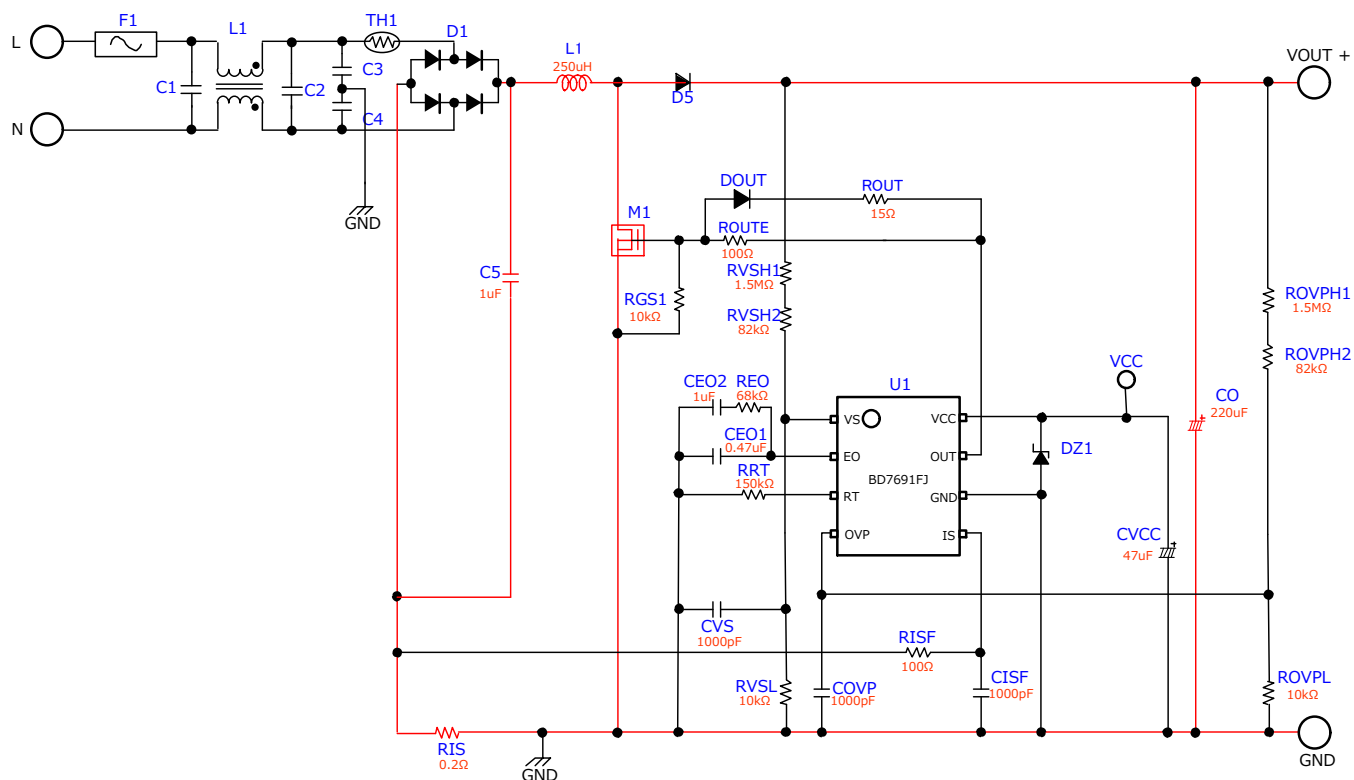 F1
L1
TH1
D1
L
N
C1
C2
C3
C4
GND
L1
250uH
D5
VOUT +
DOUT
ROUT
15Ω
M1
ROUTE
100Ω
C5
1uF
RGS1
10kΩ
RVSH1
1.5MΩ
RVSH2
82kΩ
ROVPH1
1.5MΩ
ROVPH2
82kΩ
CEO2
1uF
REO
68kΩ
CEO1
0.47uF
RRT
150kΩ
U1
VS
EO
RT
OVP
VCC
OUT
GND
IS
BD7691FJ
VCC
DZ1
CVCC
47uF
CO
220uF
CVS
1000pF
RISF
100Ω
RVSL
10kΩ
COVP
1000pF
CISF
1000pF
ROVPL
10kΩ
RIS
0.2Ω
GND
GND